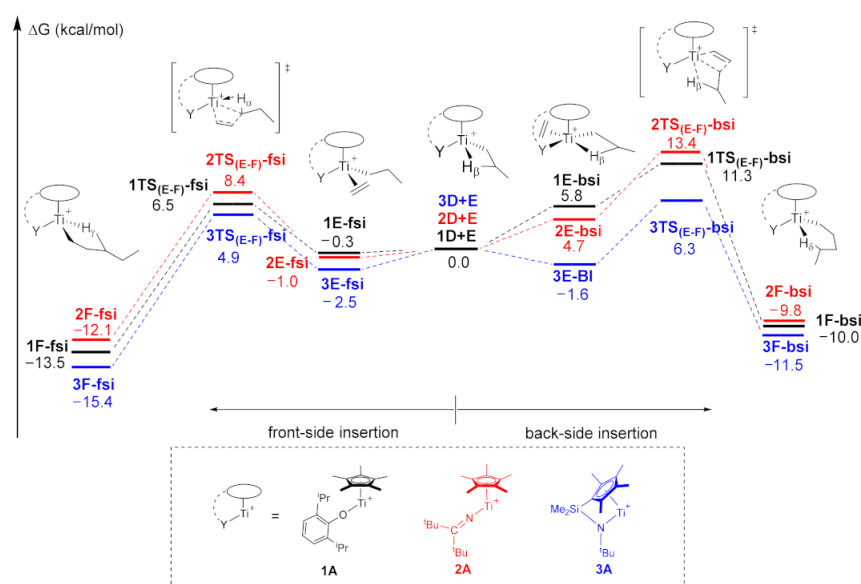 ΔG (kcal/mol)
‡
Ti+
Hα
Y
‡
Ti+
Y
Hβ
2TS(E-F)-fsi
8.4
1TS(E-F)-fsi
6.5
3TS(E-F)-fsi
4.9
Ti+
Y
Ti+
Y
Hβ
Ti+
Y
Hβ
2TS(E-F)-bsi
13.4
1TS(E-F)-bsi
11.3
3TS(E-F)-bsi
6.3
Ti+
Y
Hγ
1E-fsi
−0.3
2E-fsi
−1.0
3E-fsi
−2.5
3D+E
2D+E
1D+E
0.0
1E-bsi
5.8
2E-bsi
4.7
3E-BI
−1.6
Ti+
Y
Hδ
2F-fsi
−12.1
1F-fsi
−13.5
3F-fsi
−15.4
2F-bsi
−9.8
1F-bsi
−10.0
3F-bsi
−11.5
front-side insertion
back-side insertion
Ti+
Y
=
iPr
O
Ti+
iPr
1A
Ti+
N
C
tBu
tBu
2A
Me2Si
Ti+
N
tBu
3A